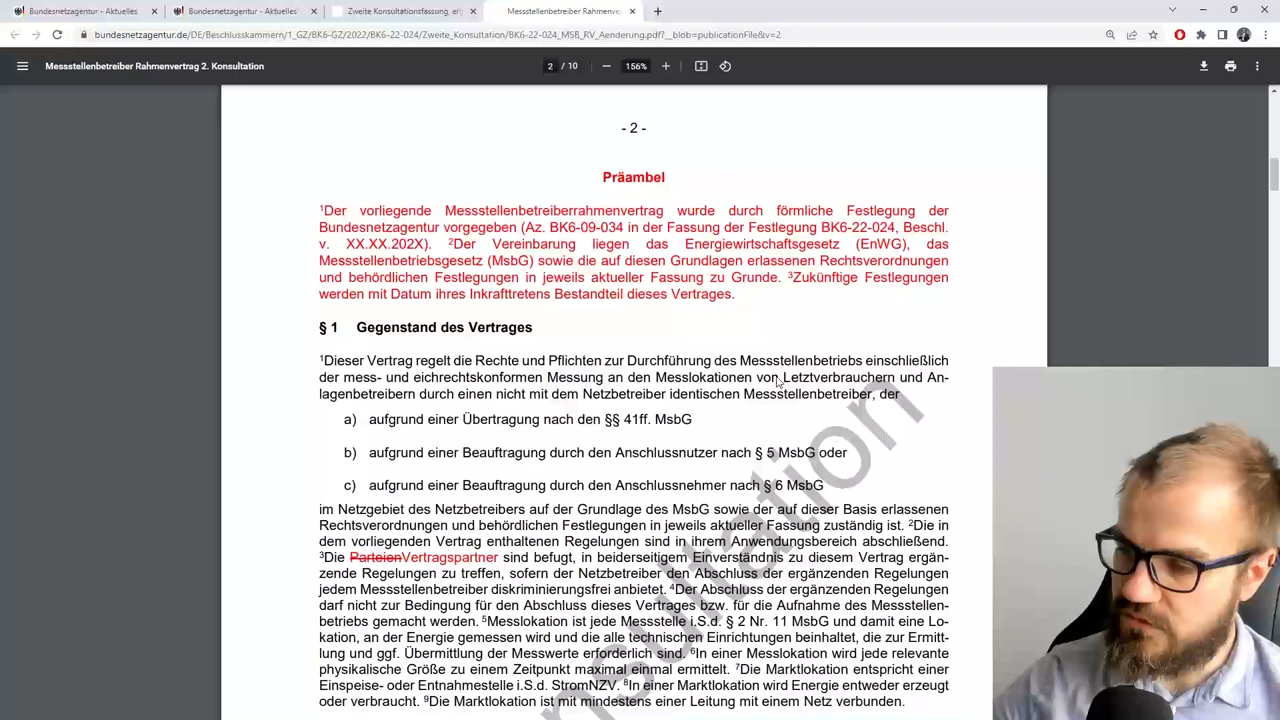 Bundesnetzagentur - Aktuelles
Bundesnetzagentur - Aktuelles
Zweite Konsultationsfassung, er
Messstellenbetreiber Rahmenver
bundesnetzagentur.de/DE/Beschlusskammern/1_GZ/BK6-GZ/2022/BK6-22-024/Zweite_Konsultation/BK6-22-024_MSB_RV_Aenderung.pdf?__blob=publicationFile&v=2
Messstellenbetreiber Rahmenvertrag 2. Konsultation
2 / 10
156%
- 2 -
Präambel
¹Der vorliegende Messstellenbetreiberrahmenvertrag wurde durch förmliche Festlegung der
Bundesnetzagentur vorgegeben (Az. BK6-09-034 in der Fassung der Festlegung BK6-22-024, Beschl.
v. XX.XX.202X). ²Der Vereinbarung liegen das Energiewirtschaftsgesetz (EnWG), das
Messstellenbetriebsgesetz (MsbG) sowie die auf diesen Grundlagen erlassenen Rechtsverordnungen
und behördlichen Festlegungen in jeweils aktueller Fassung zu Grunde. ³Zukünftige Festlegungen
werden mit Datum ihres Inkrafttretens Bestandteil dieses Vertrages.
§ 1 Gegenstand des Vertrages
¹Dieser Vertrag regelt die Rechte und Pflichten zur Durchführung des Messstellenbetriebs einschließlich
der mess- und eichrechtskonformen Messung an den Messlokationen von Letztverbrauchern und An-
lagenbetreibern durch einen nicht mit dem Netzbetreiber identischen Messstellenbetreiber, der
a) aufgrund einer Übertragung nach den §§ 41ff. MsbG
b) aufgrund einer Beauftragung durch den Anschlussnutzer nach § 5 MsbG oder
c) aufgrund einer Beauftragung durch den Anschlussnehmer nach § 6 MsbG
im Netzgebiet des Netzbetreibers auf der Grundlage des MsbG sowie der auf dieser Basis erlassenen
Rechtsverordnungen und behördlichen Festlegungen in jeweils aktueller Fassung zuständig ist. ²Die in
dem vorliegenden Vertrag enthaltenen Regelungen sind in ihrem Anwendungsbereich abschließend.
³Die ParteienVertragspartner sind befugt, in beiderseitigem Einverständnis zu diesem Vertrag ergän-
zende Regelungen zu treffen, sofern der Netzbetreiber den Abschluss der ergänzenden Regelungen
jedem Messstellenbetreiber diskriminierungsfrei anbietet. ⁴Der Abschluss der ergänzenden Regelungen
darf nicht zur Bedingung für den Abschluss dieses Vertrages bzw. für die Aufnahme des Messstellen-
betriebs gemacht werden. ⁵Messlokation ist jede Messstelle i.S.d. § 2 Nr. 11 MsbG und damit eine Lo-
kation, an der Energie gemessen wird und die alle technischen Einrichtungen beinhaltet, die zur Ermitt-
lung und ggf. Übermittlung der Messwerte erforderlich sind. ⁶In einer Messlokation wird jede relevante
physikalische Größe zu einem Zeitpunkt maximal einmal ermittelt. ⁷Die Marktlokation entspricht einer
Einspeise- oder Entnahmestelle i.S.d. StromNZV. ⁸In einer Marktlokation wird Energie entweder erzeugt
oder verbraucht. ⁹Die Marktlokation ist mit mindestens einer Leitung mit einem Netz verbunden.
nsultation